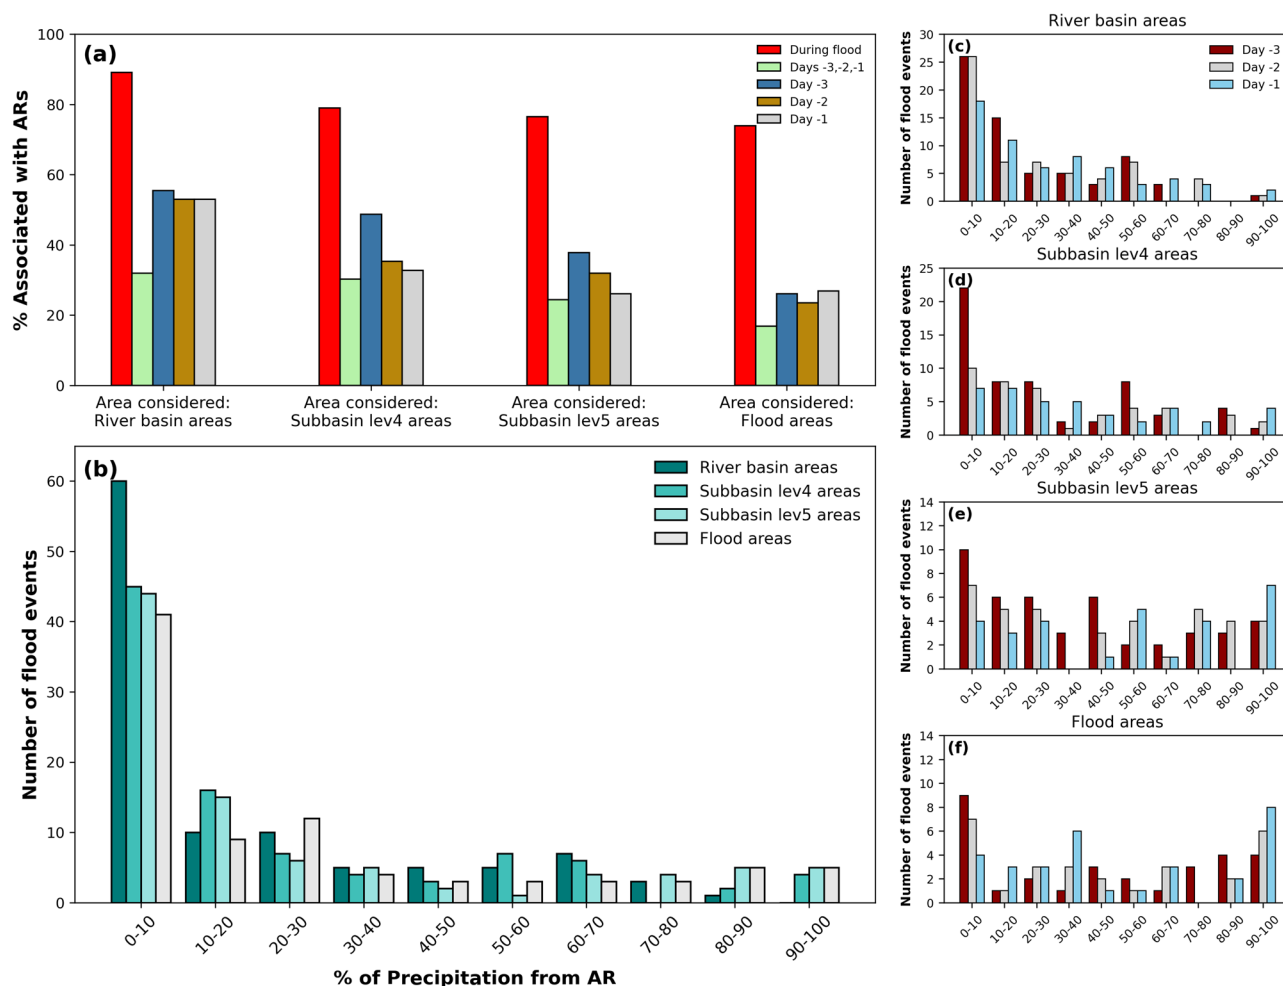 (a)
100
80
60
40
20
0
% Associated with ARs
During flood
Days -3,-2,-1
Day -3
Day -2
Day -1
Area considered:
River basin areas
Area considered:
Subbasin lev4 areas
Area considered:
Subbasin lev5 areas
Area considered:
Flood areas
(b)
60
50
40
30
20
10
0
Number of flood events
River basin areas
Subbasin lev4 areas
Subbasin lev5 areas
Flood areas
0-10
10-20
20-30
30-40
40-50
50-60
60-70
70-80
80-90
90-100
% of Precipitation from AR
River basin areas
(c)
30
25
20
15
10
5
0
Number of flood events
Day -3
Day -2
Day -1
0-10
10-20
20-30
30-40
40-50
50-60
60-70
70-80
80-90
90-100
Subbasin lev4 areas
(d)
25
20
15
10
5
0
Number of flood events
0-10
10-20
20-30
30-40
40-50
50-60
60-70
70-80
80-90
90-100
Subbasin lev5 areas
(e)
14
12
10
8
6
4
2
0
Number of flood events
0-10
10-20
20-30
30-40
40-50
50-60
60-70
70-80
80-90
90-100
Flood areas
(f)
14
12
10
8
6
4
2
0
Number of flood events
0-10
10-20
20-30
30-40
40-50
50-60
60-70
70-80
80-90
90-100